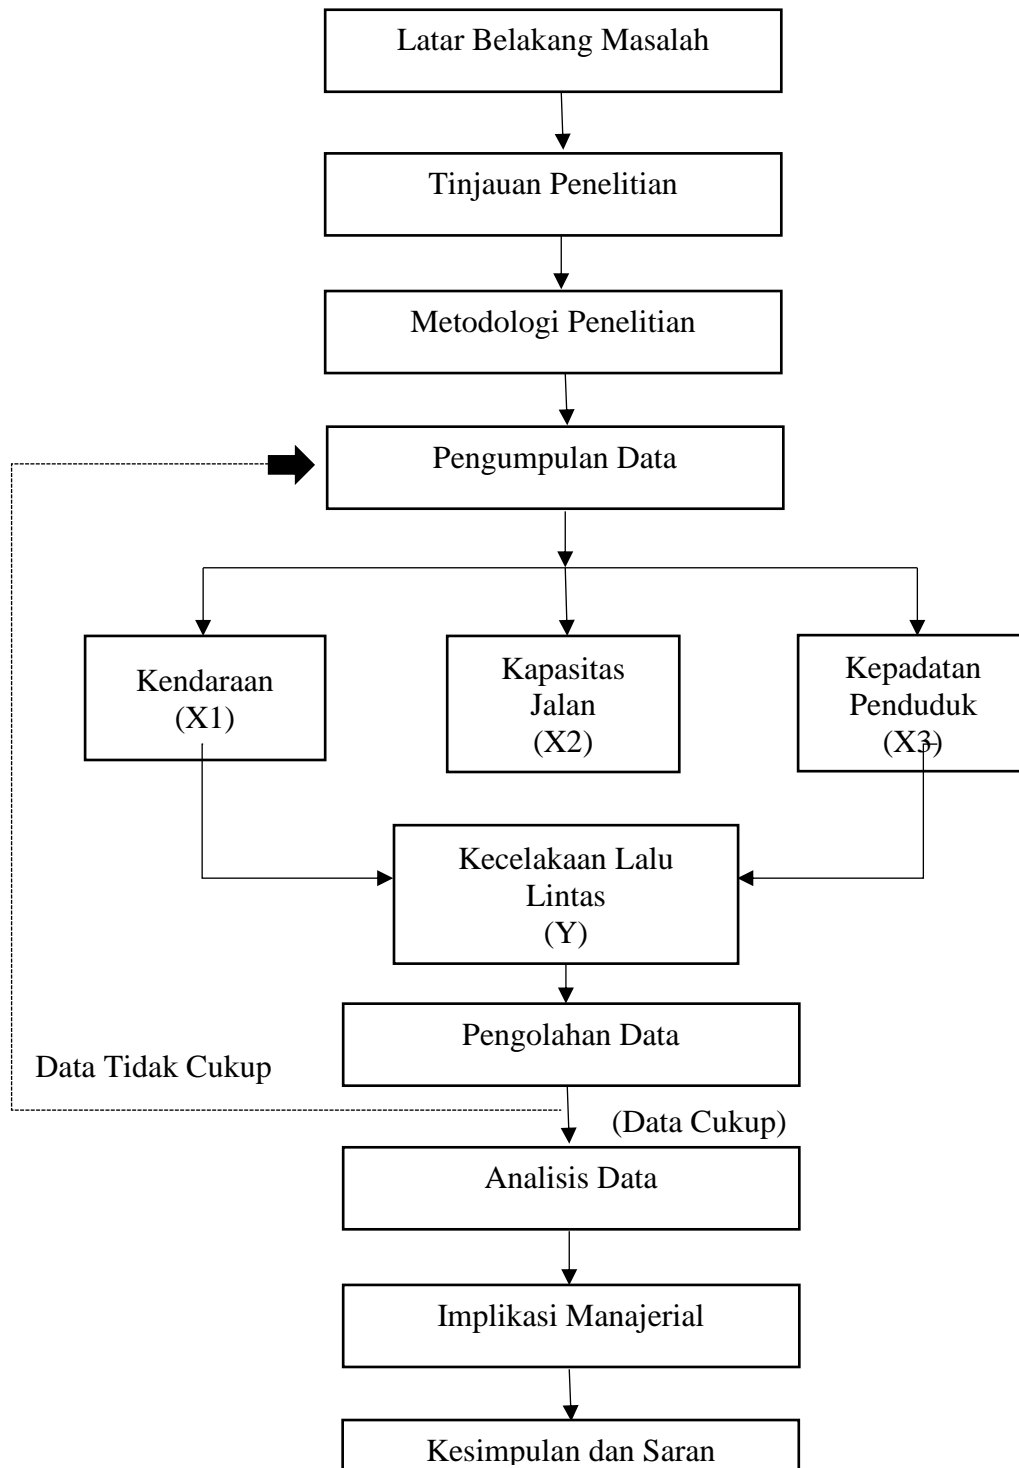 Latar Belakang Masalah
Tinjauan Penelitian
Metodologi Penelitian
Pengumpulan Data
Kendaraan
(X1)
Kapasitas
Jalan
(X2)
Kepadatan
Penduduk
(X3)
Kecelakaan Lalu
Lintas
(Y)
Pengolahan Data
Data Tidak Cukup
(Data Cukup)
Analisis Data
Implikasi Manajerial
Kesimpulan dan Saran